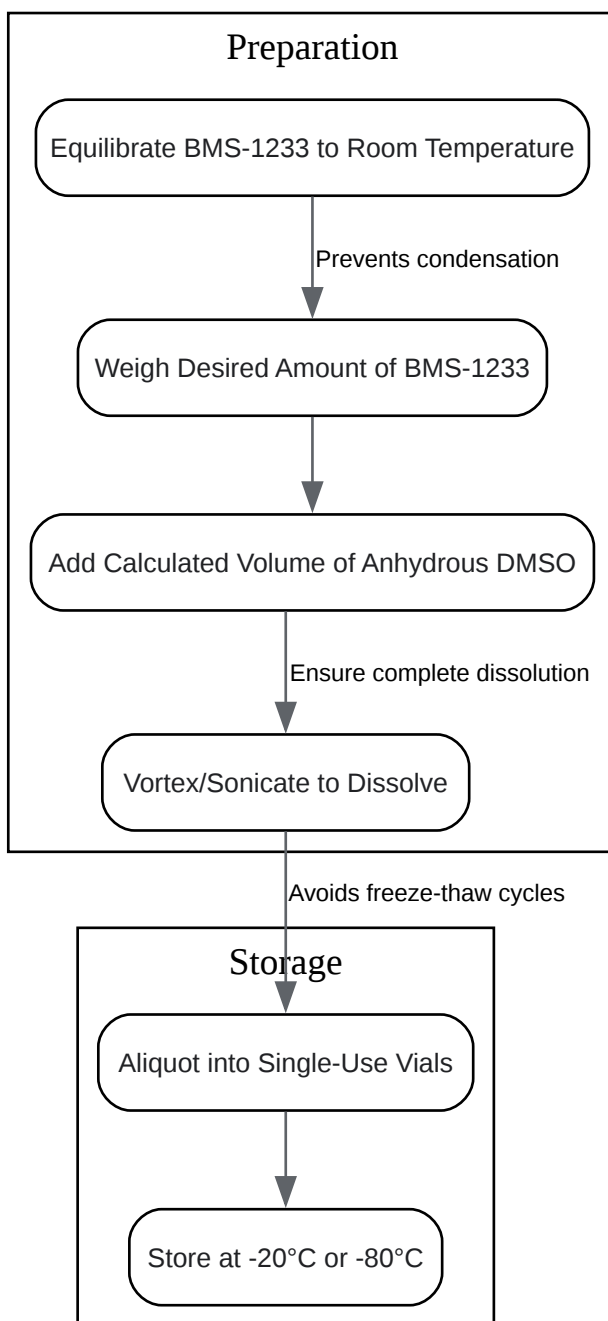 Preparation
Equilibrate BMS-1233 to Room Temperature
Prevents condensation
Weigh Desired Amount of BMS-1233
Add Calculated Volume of Anhydrous DMSO
Ensure complete dissolution
Vortex/Sonicate to Dissolve
Avoids freeze-thaw cycles
Storage
Aliquot into Single-Use Vials
Store at -20°C or -80°C